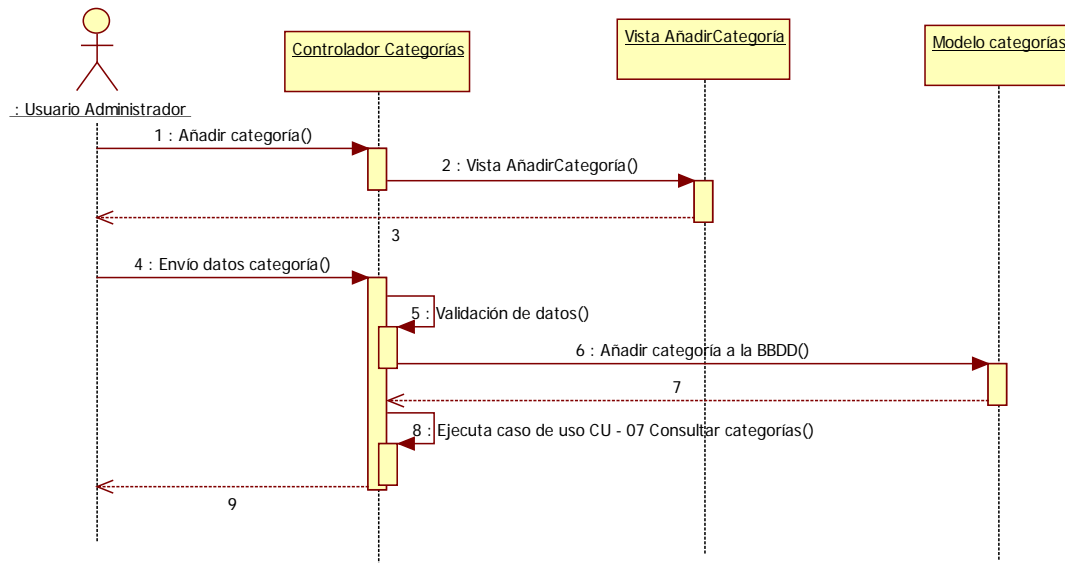 Controlador Categorías
Vista AñadirCategoría
Modelo categorías
: Usuario Administrador
1 : Añadir categoría()
2 : Vista AñadirCategoría()
3
4 : Envío datos categoría()
5 : Validación de datos()
6 : Añadir categoría a la BBDD()
7
8 : Ejecuta caso de uso CU - 07 Consultar categorías()
9